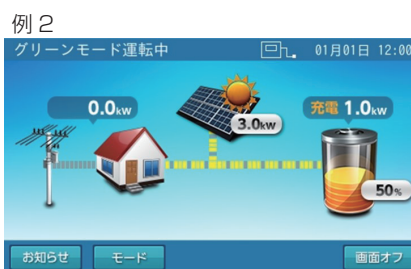 例2
グリーンモード運転中 01月01日 12:00
0.0kw
3.0kw
充電 1.0kw
50%
お知らせ モード 画面オフ